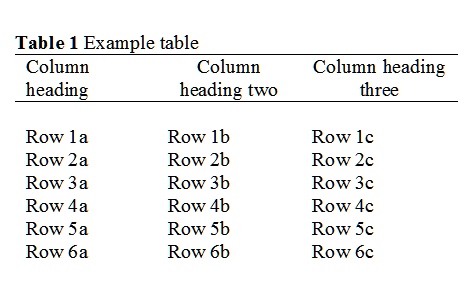 Table 1 Example table
Column Column Column heading
heading heading two three
Row 1a Row 1b Row 1c
Row 2a Row 2b Row 2c
Row 3a Row 3b Row 3c
Row 4a Row 4b Row 4c
Row 5a Row 5b Row 5c
Row 6a Row 6b Row 6c